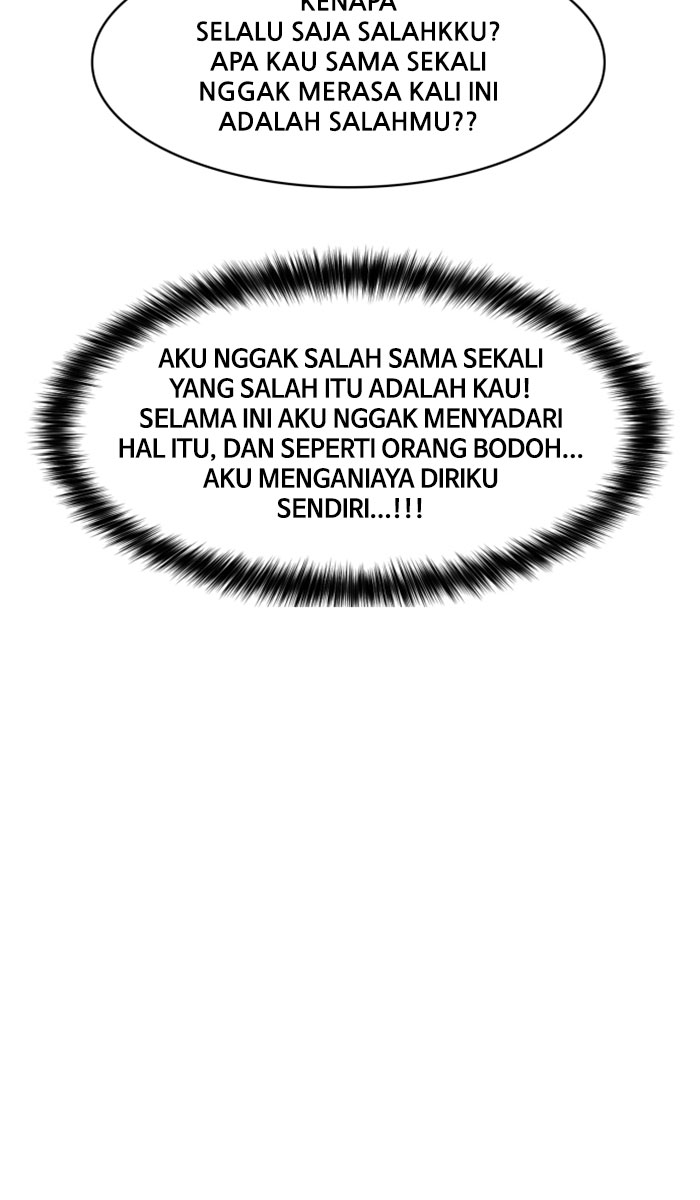 KENAPA
SELALU SAJA SALAHKKU?
APA KAU SAMA SEKALI
NGGAK MERASA KALI INI
ADALAH SALAHMU??
AKU NGGAK SALAH SAMA SEKALI
YANG SALAH ITU ADALAH KAU!
SELAMA INI AKU NGGAK MENYADARI
HAL ITU, DAN SEPERTI ORANG BODOH...
AKU MENGANIAYA DIRIKU
SENDIRI...!!!